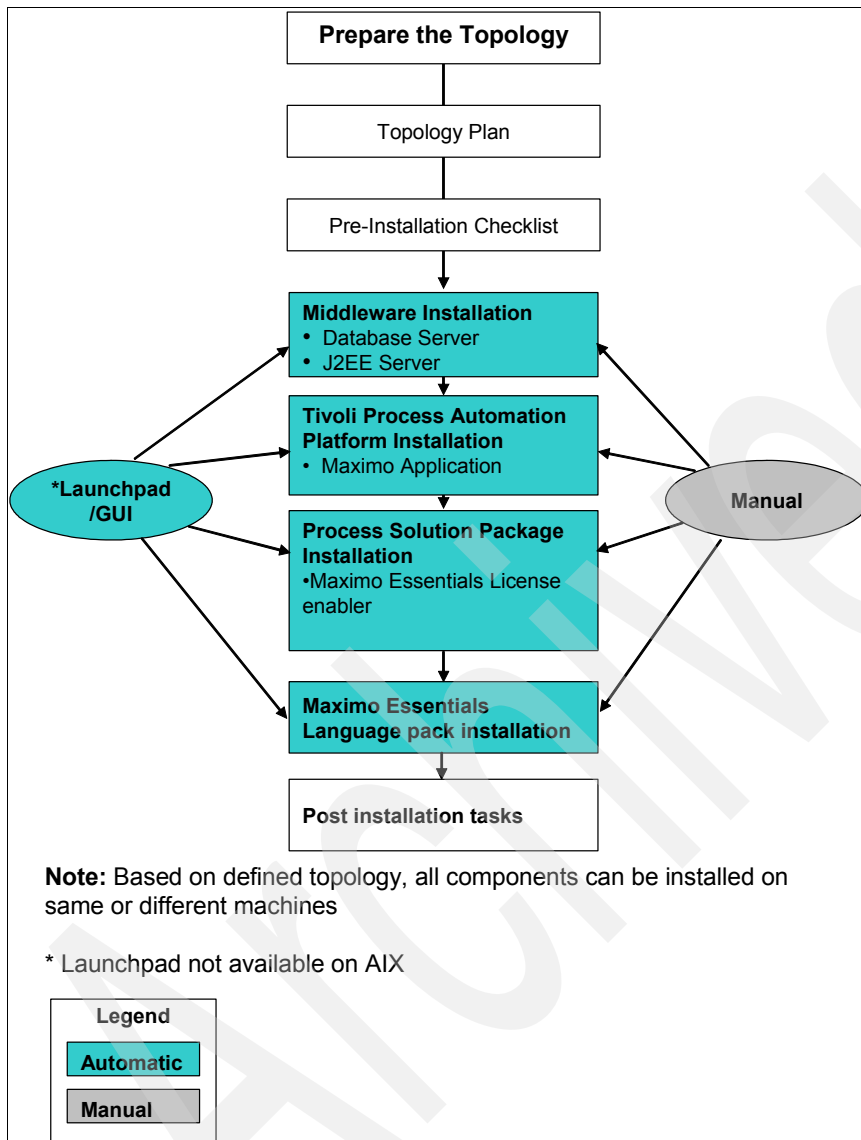 Prepare the Topology
Topology Plan
Pre-Installation Checklist
Middleware Installation
• Database Server
• J2EE Server
Tivoli Process Automation
Platform Installation
• Maximo Application
*Launchpad
/GUI
Manual
Process Solution Package
Installation
•Maximo Essentials License
enabler
Maximo Essentials
Language pack installation
Post installation tasks
Note: Based on defined topology, all components can be installed on
same or different machines
* Launchpad not available on AIX
Legend
Automatic
Manual
Archived